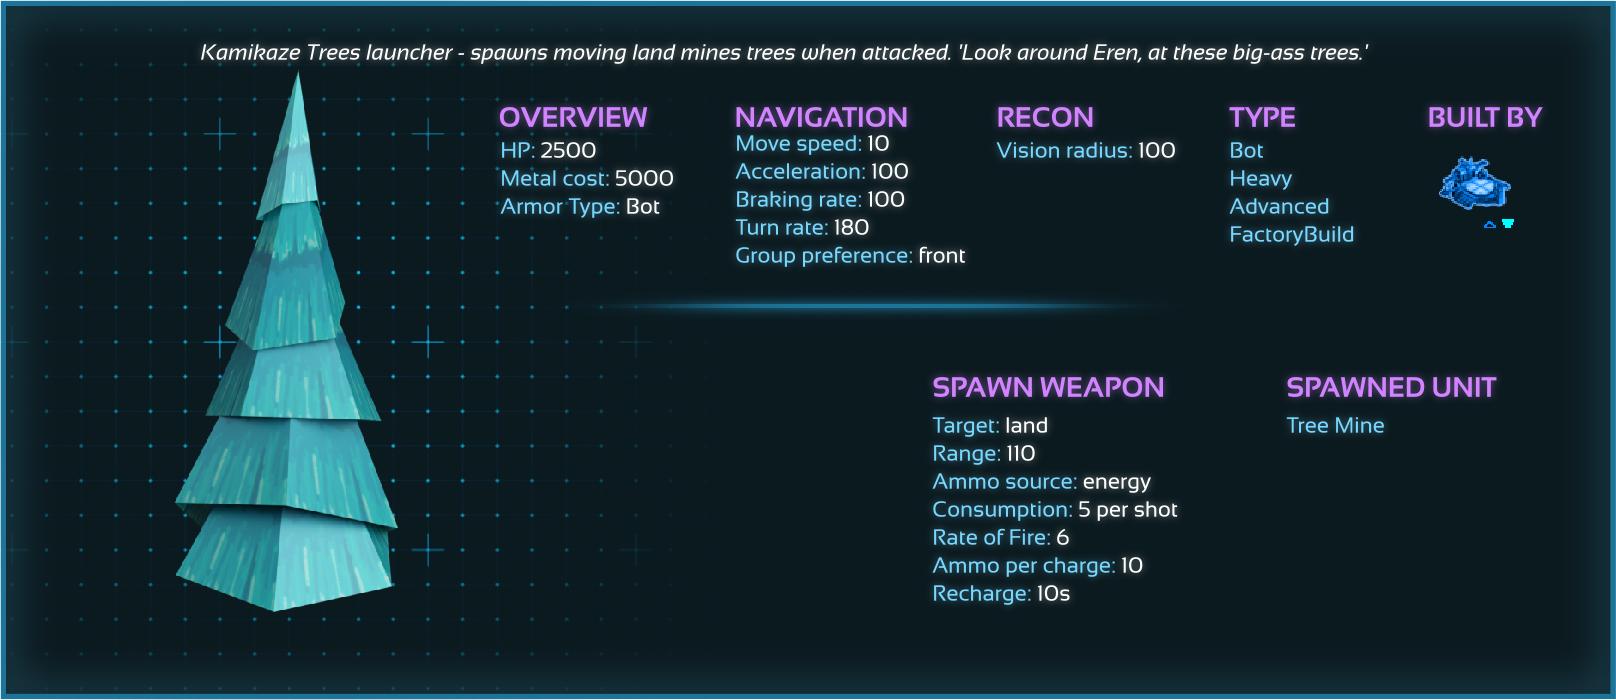 Kamikaze Trees launcher - spawns moving land mines trees when attacked. 'Look around Eren, at these big-ass trees.'
OVERVIEW
HP: 2500
Metal cost: 5000
Armor Type: Bot
NAVIGATION
Move speed: 10
Acceleration: 100
Braking rate: 100
Turn rate: 180
Group preference: front
RECON
Vision radius: 100
TYPE
Bot
Heavy
Advanced
FactoryBuild
BUILT BY
SPAWN WEAPON
Target: land
Range: 110
Ammo source: energy
Consumption: 5 per shot
Rate of Fire: 6
Ammo per charge: 10
Recharge: 10s
SPAWNED UNIT
Tree Mine